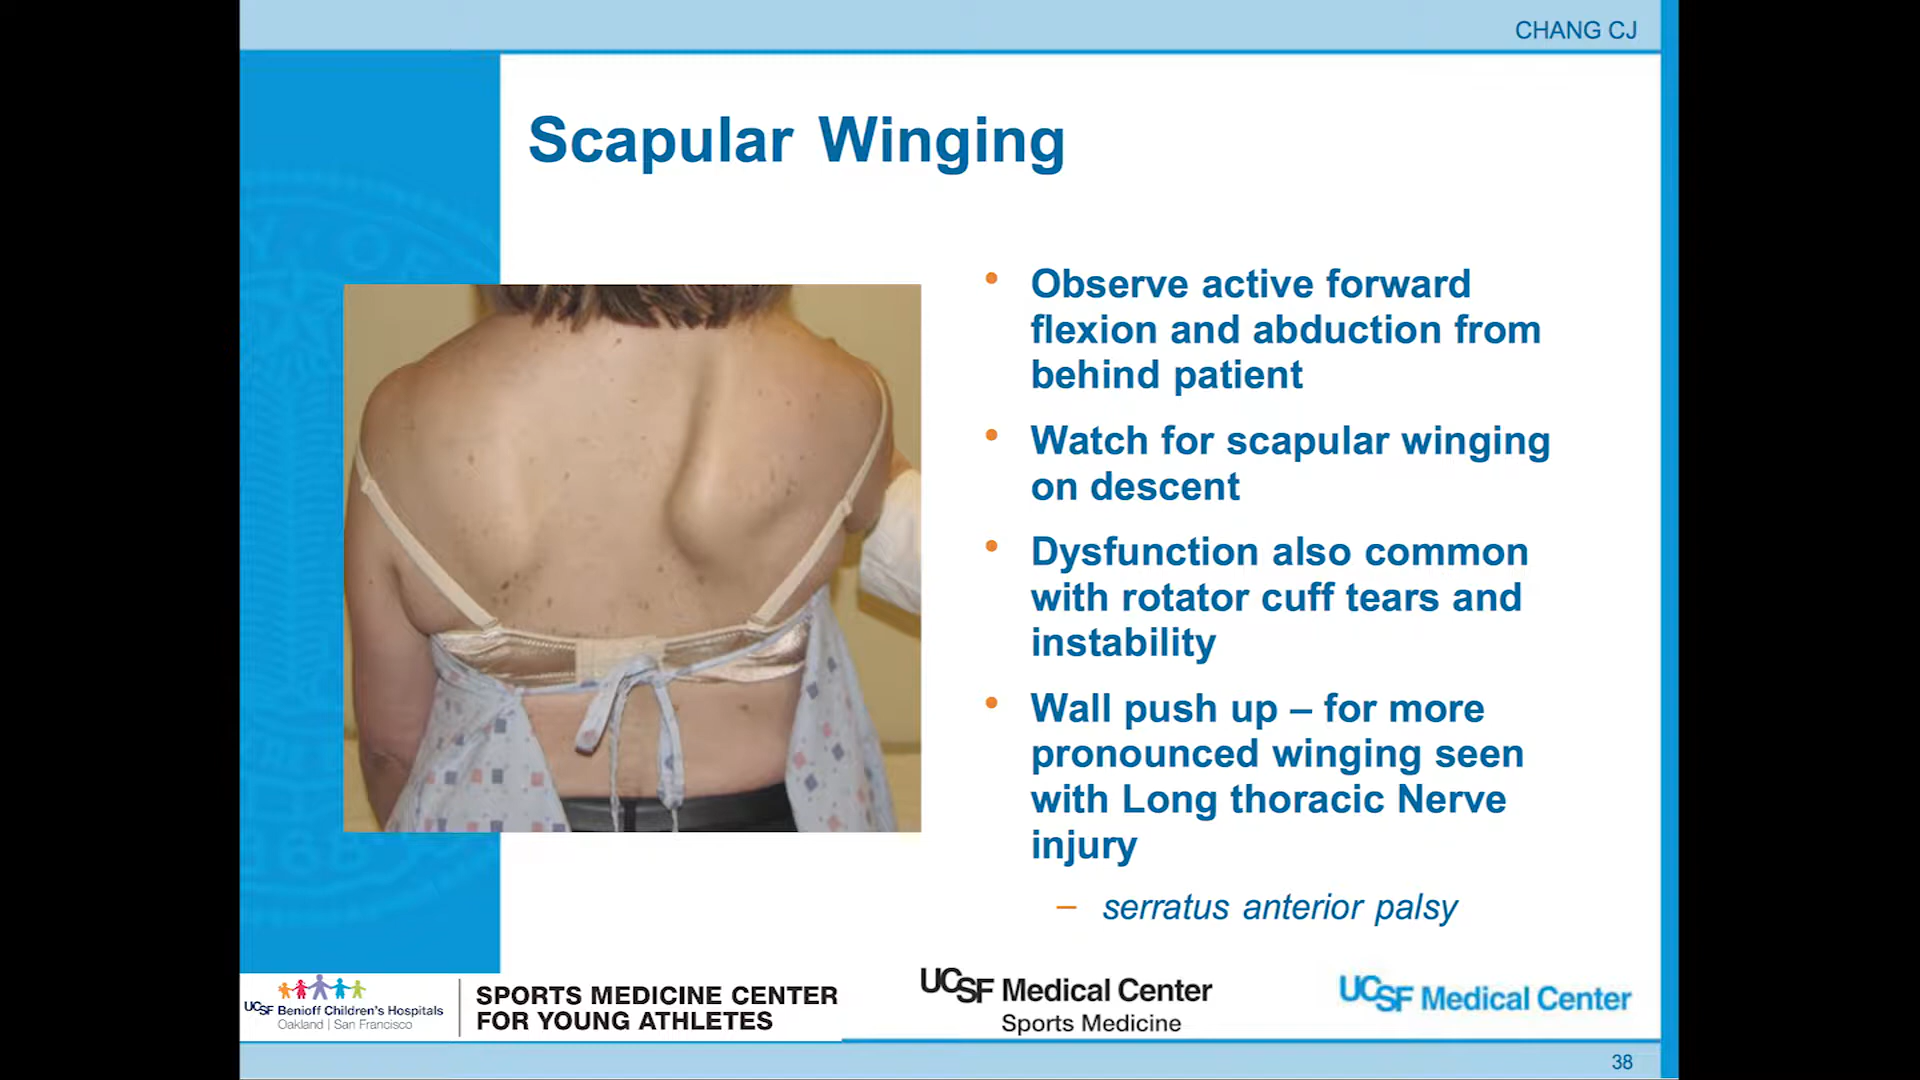 CHANG CJ
Scapular Winging
• Observe active forward
flexion and abduction from
behind patient
• Watch for scapular winging
on descent
• Dysfunction also common
with rotator cuff tears and
instability
• Wall push up – for more
pronounced winging seen
with Long thoracic Nerve
injury
– serratus anterior palsy
UCSF Benioff Children's Hospitals
Oakland | San Francisco
SPORTS MEDICINE CENTER
FOR YOUNG ATHLETES
UCSF Medical Center
Sports Medicine
UCSF Medical Center
38